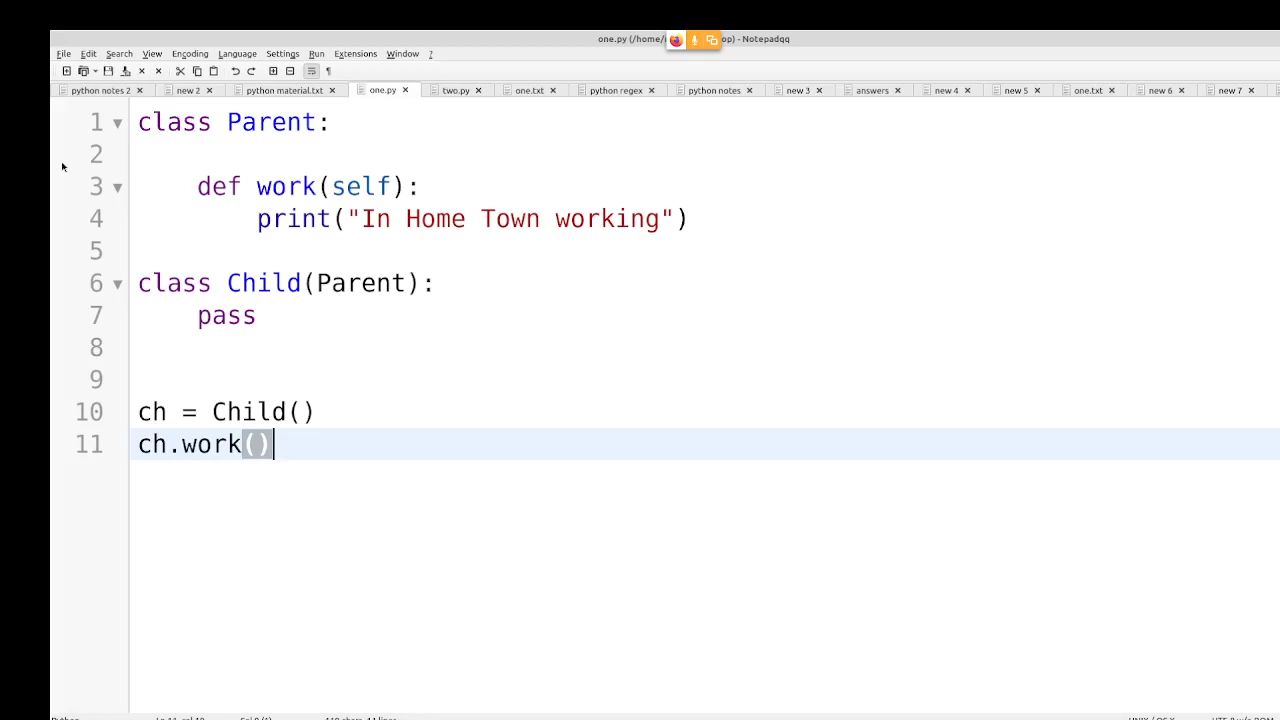 one.py (/home/ op) - Notepadqq
File Edit Search View Encoding Language Settings Run Extensions Window ?
python notes 2 new 2 python material.txt one.py two.py one.txt python regex python notes new 3 answers new 4 new 5 one.txt new 6 new 7
1 class Parent:
2
3 def work(self):
4 print("In Home Town working")
5
6 class Child(Parent):
7 pass
8
9
10 ch = Child()
11 ch.work()